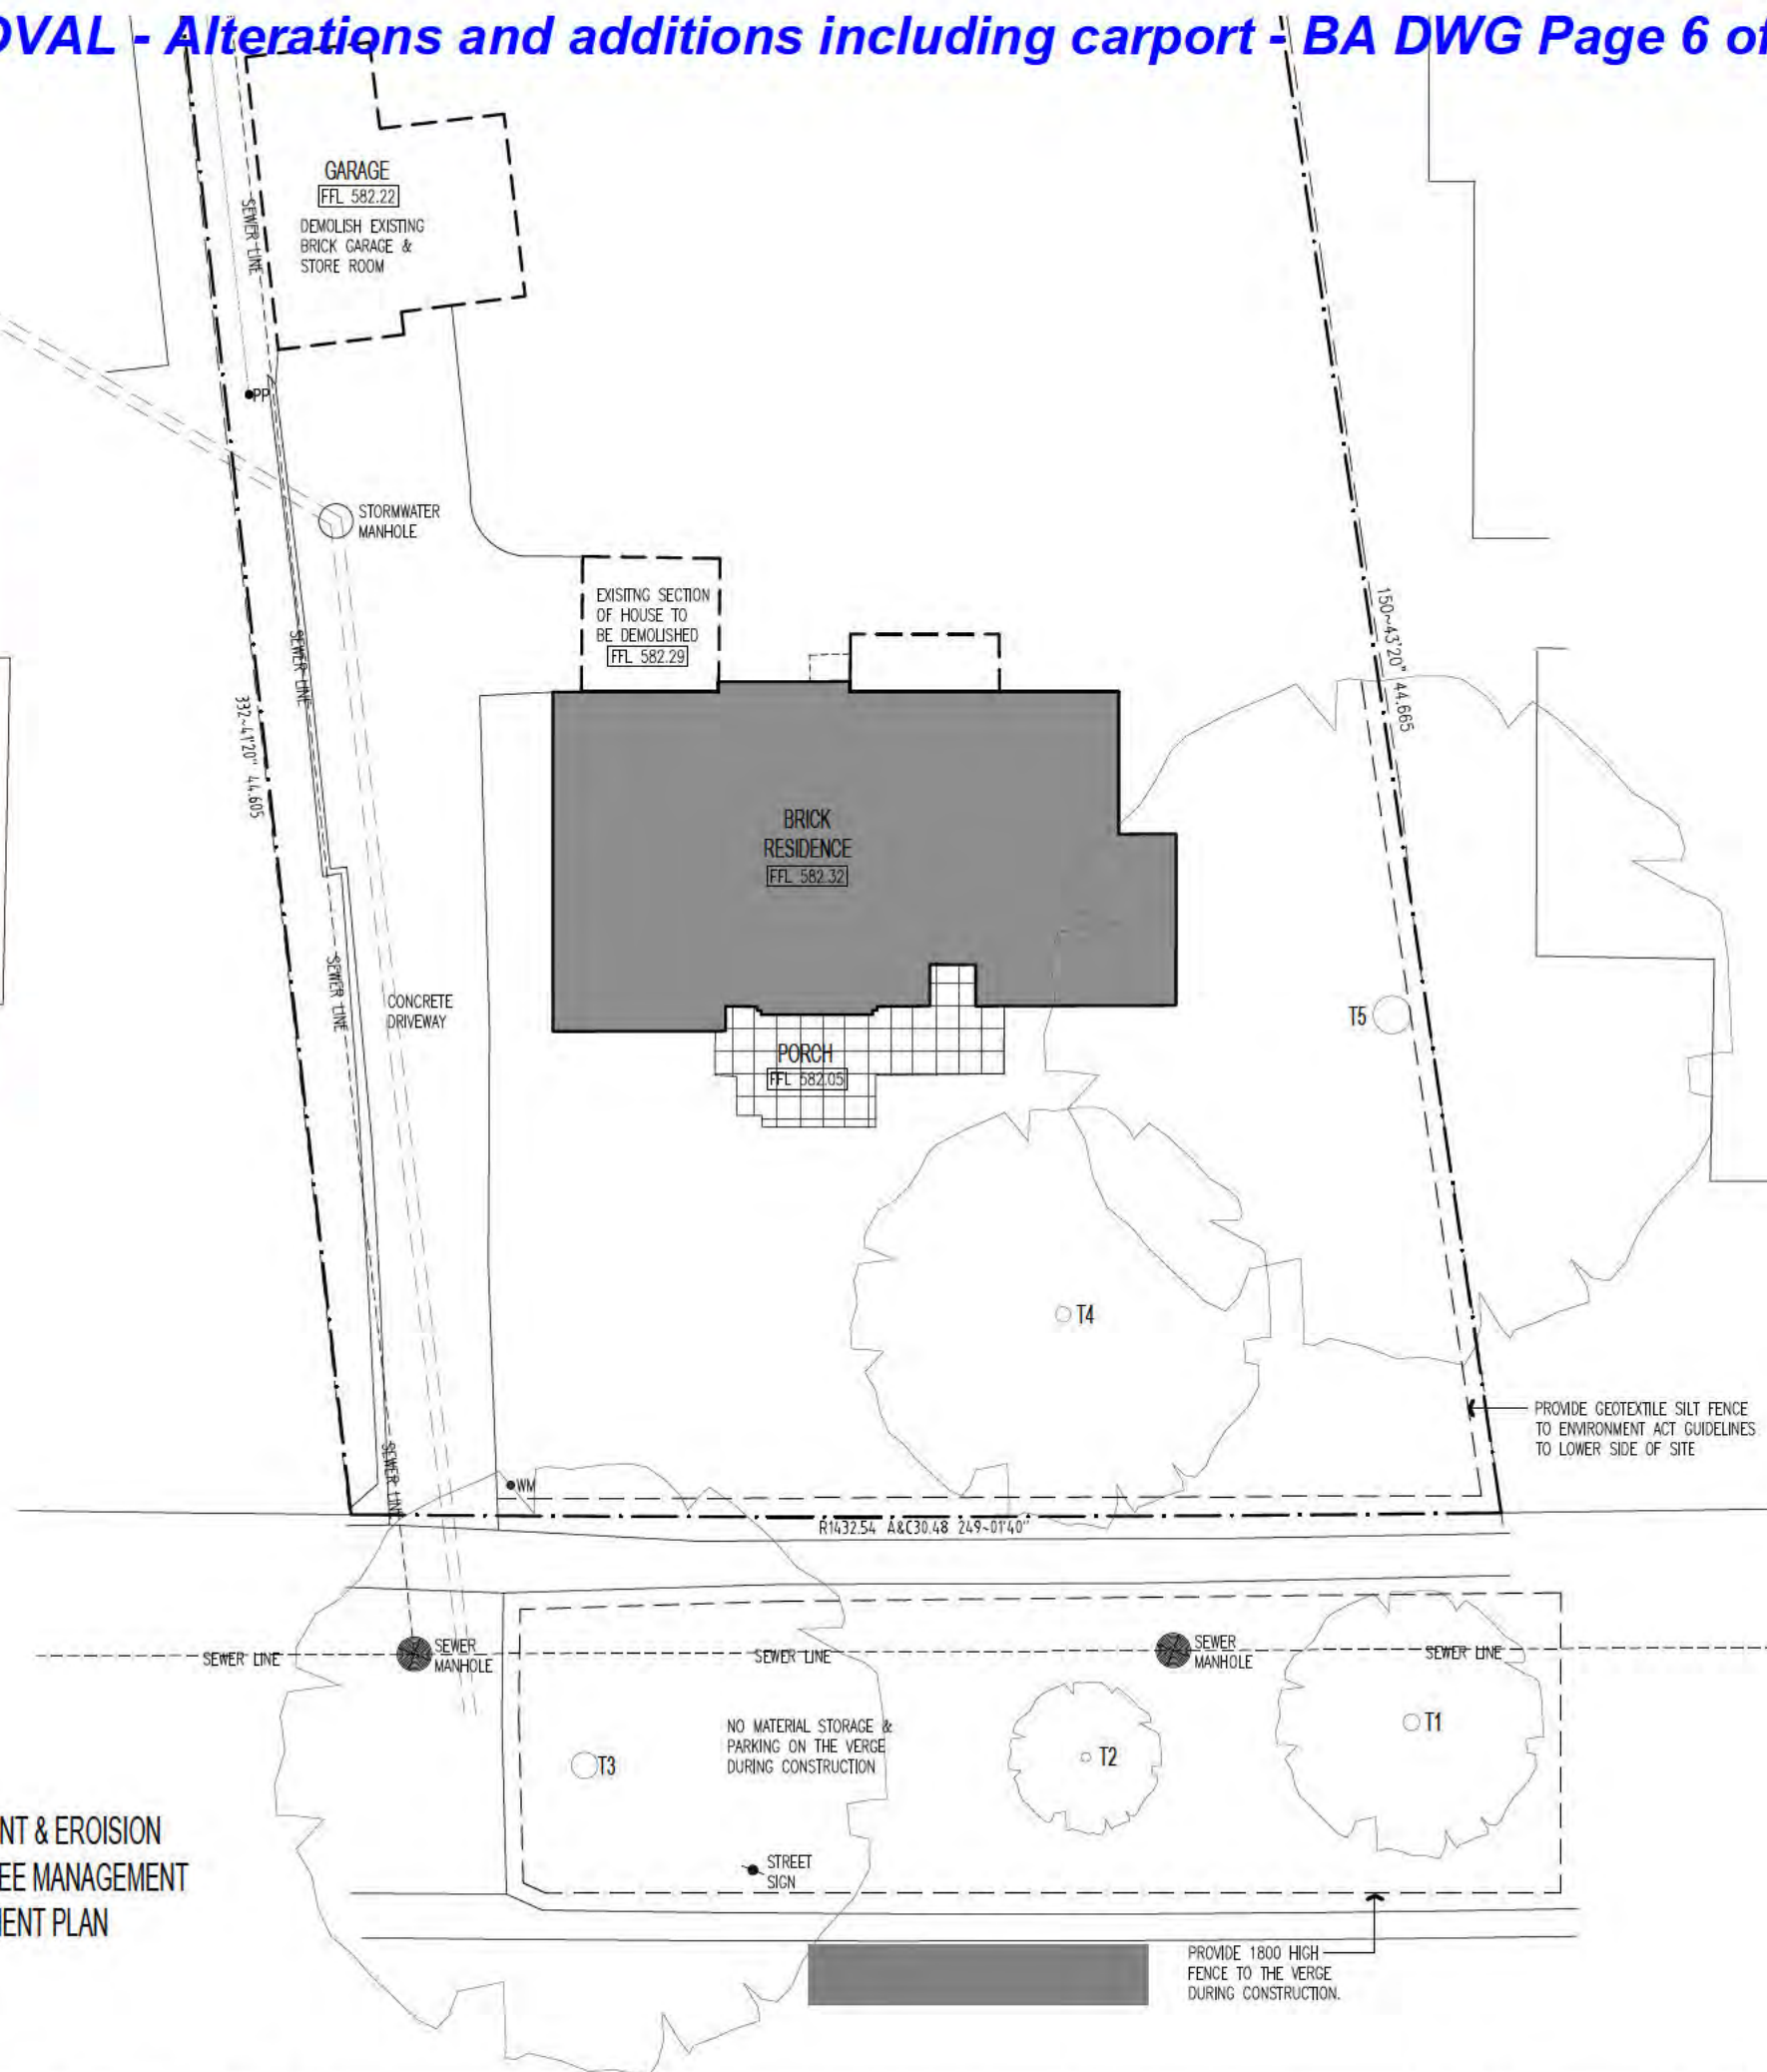 OVAL - Alterations and additions including carport - BA DWG Page 6 of
GARAGE
FFL 582.22
DEMOLISH EXISTING
BRICK GARAGE &
STORE ROOM
SEWER LINE
PP
STORMWATER
MANHOLE
EXISITNG SECTION
OF HOUSE TO
BE DEMOLISHED
FFL 582.29
150~43'20" 44.665
SEWER LINE
332~41'20" 44.605
BRICK
RESIDENCE
FFL 582.32
SEWER LINE
CONCRETE
DRIVEWAY
T5
PORCH
FFL 582.05
T4
PROVIDE GEOTEXTILE SILT FENCE
TO ENVIRONMENT ACT GUIDELINES
TO LOWER SIDE OF SITE
SEWER LINE
WM
R1432.54 A&C30.48 249~01'40"
SEWER LINE
SEWER
MANHOLE
SEWER LINE
SEWER
MANHOLE
SEWER LINE
T1
NO MATERIAL STORAGE &
PARKING ON THE VERGE
DURING CONSTRUCTION
T2
T3
NT & EROISION
EE MANAGEMENT
MENT PLAN
STREET
SIGN
PROVIDE 1800 HIGH
FENCE TO THE VERGE
DURING CONSTRUCTION.